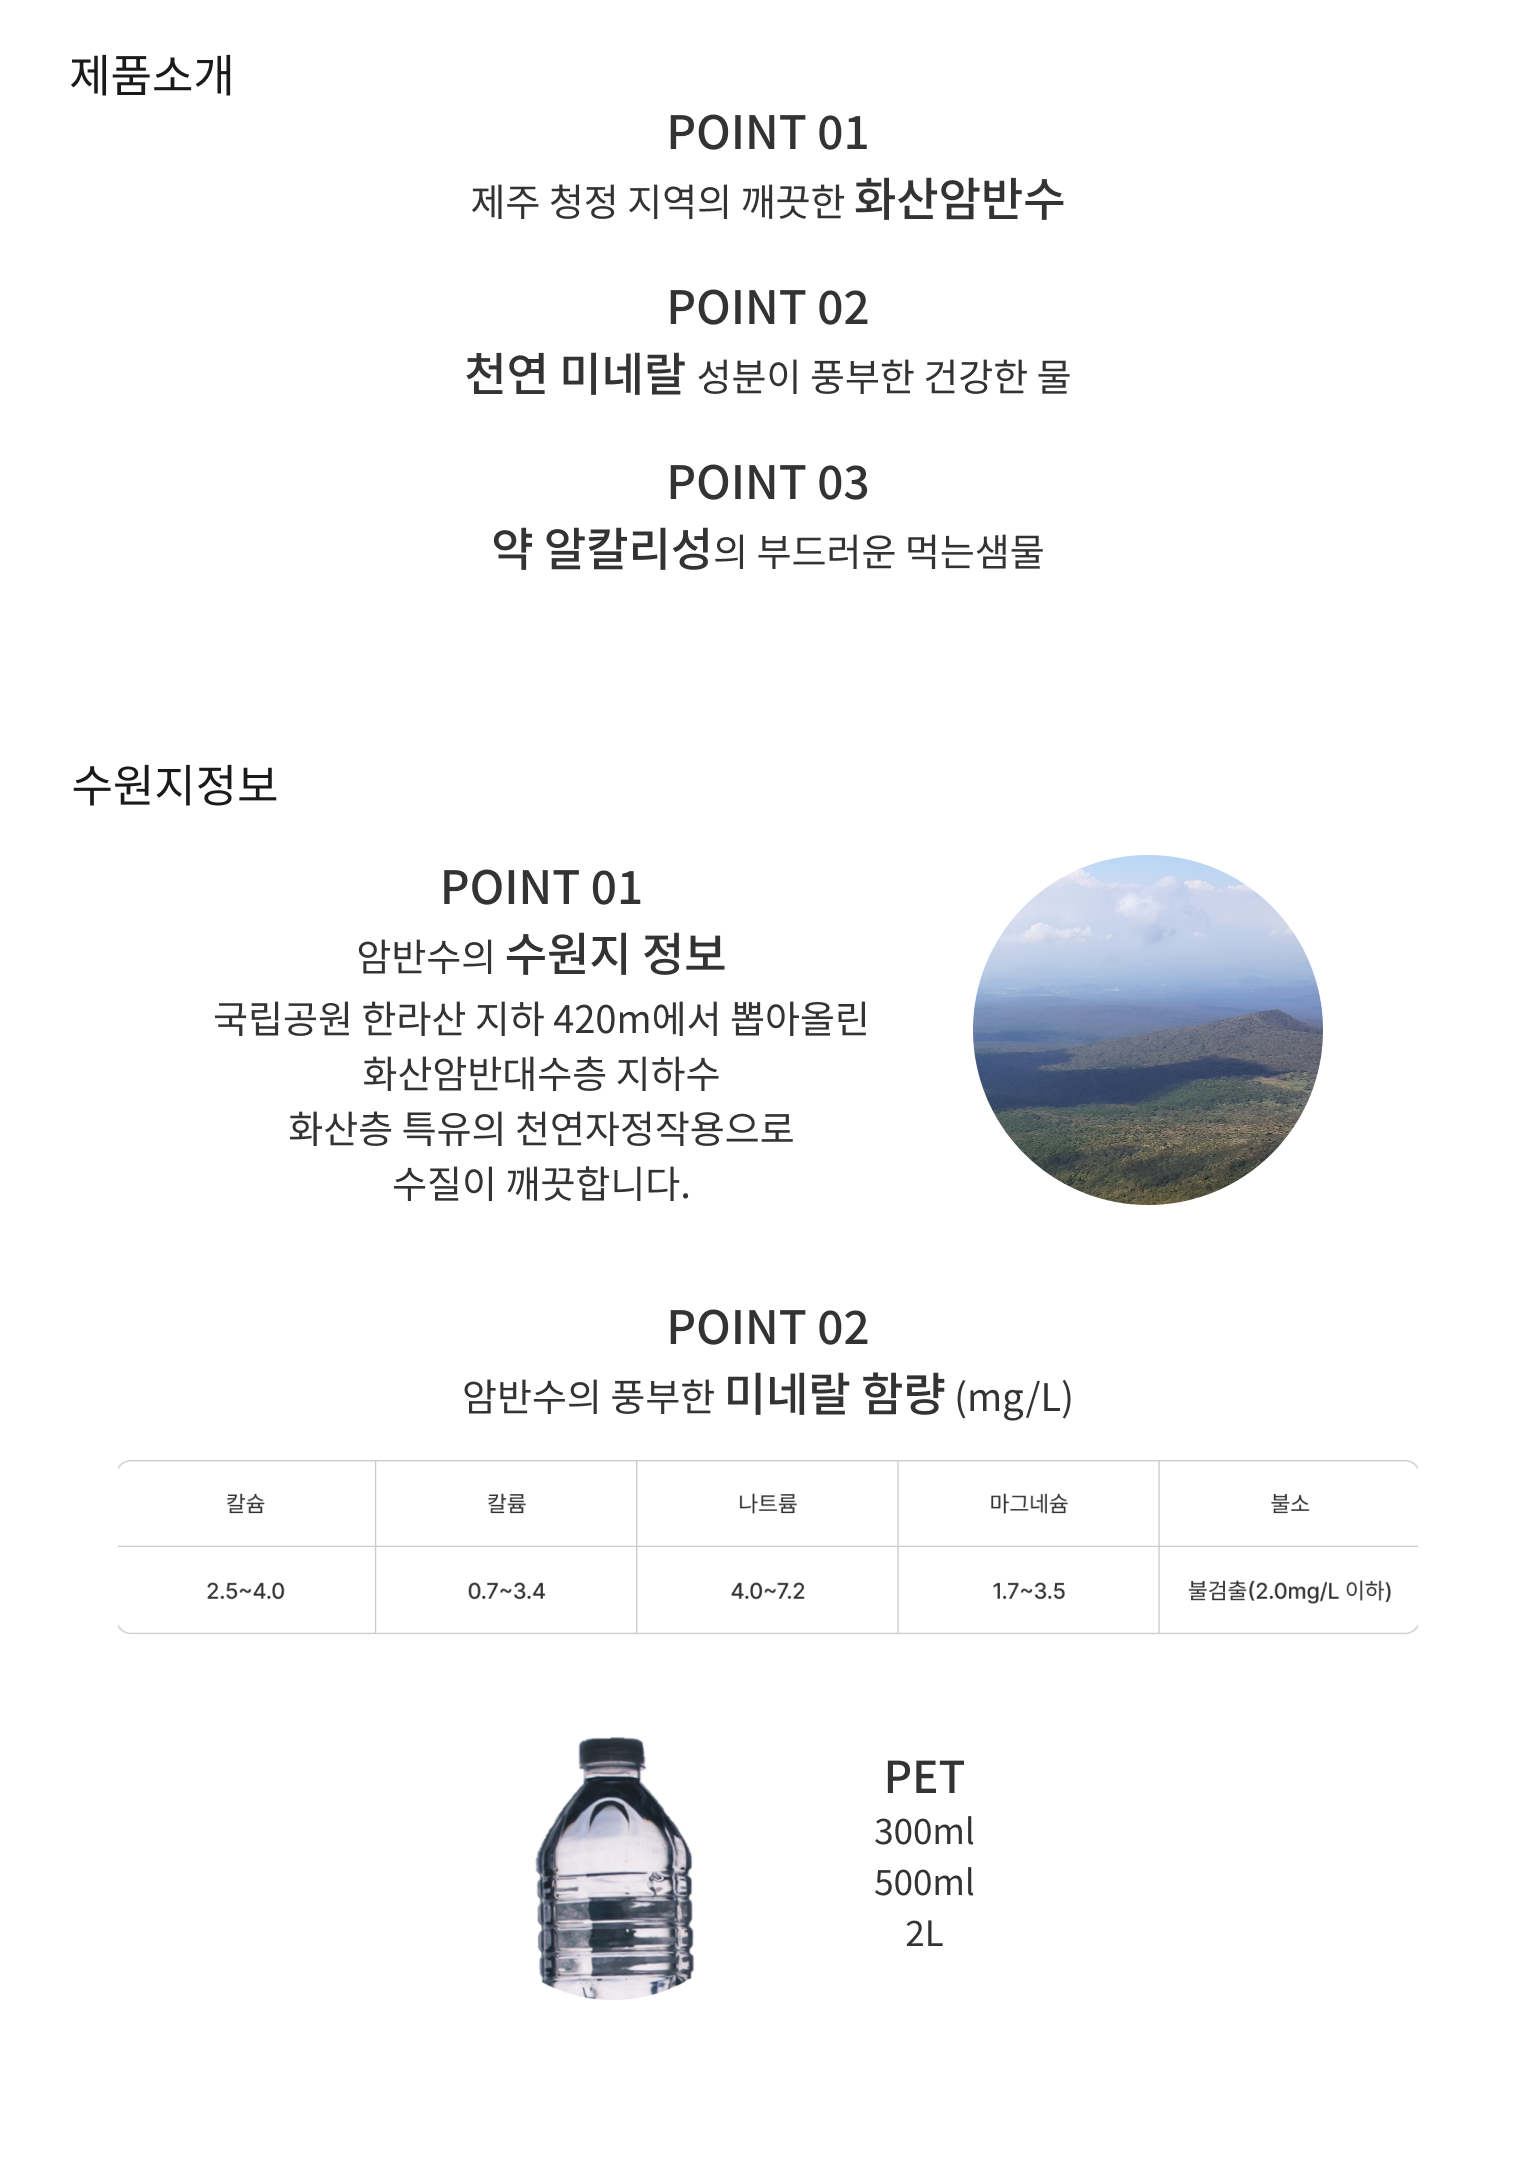 제품소개
POINT 01
제주 청정 지역의 깨끗한 화산암반수
POINT 02
천연 미네랄 성분이 풍부한 건강한 물
POINT 03
약 알칼리성의 부드러운 먹는샘물
수원지정보
POINT 01
암반수의 수원지 정보
국립공원 한라산 지하 420m에서 뽑아올린
화산암반대수층 지하수
화산층 특유의 천연자정작용으로
수질이 깨끗합니다.
POINT 02
암반수의 풍부한 미네랄 함량 (mg/L)
칼슘 칼륨 나트륨 마그네슘 불소
2.5~4.0 0.7~3.4 4.0~7.2 1.7~3.5 불검출(2.0mg/L 이하)
PET
300ml
500ml
2L